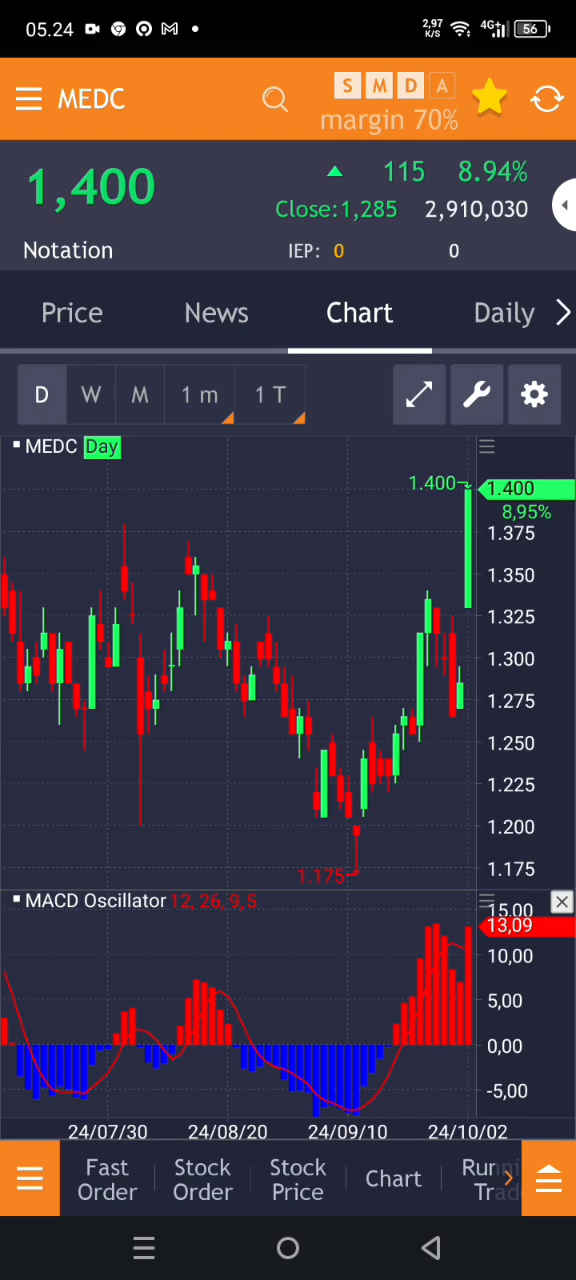 05.24
2,97 K/S 4G+ 56
MEDC
S M D A
margin 70%
1,400
115 8.94%
Close:1,285 2,910,030
Notation IEP: 0 0
Price News Chart Daily
D W M 1 m 1 T
MEDC Day
1.400
1.400
8,95%
1.375
1.350
1.325
1.300
1.275
1.250
1.225
1.200
1.175
1.175
MACD Oscillator 12, 26, 9,5
15,00
13,09
10,00
5,00
0,00
-5,00
24/07/30 24/08/20 24/09/10 24/10/02
Fast Order
Stock Order
Stock Price
Chart